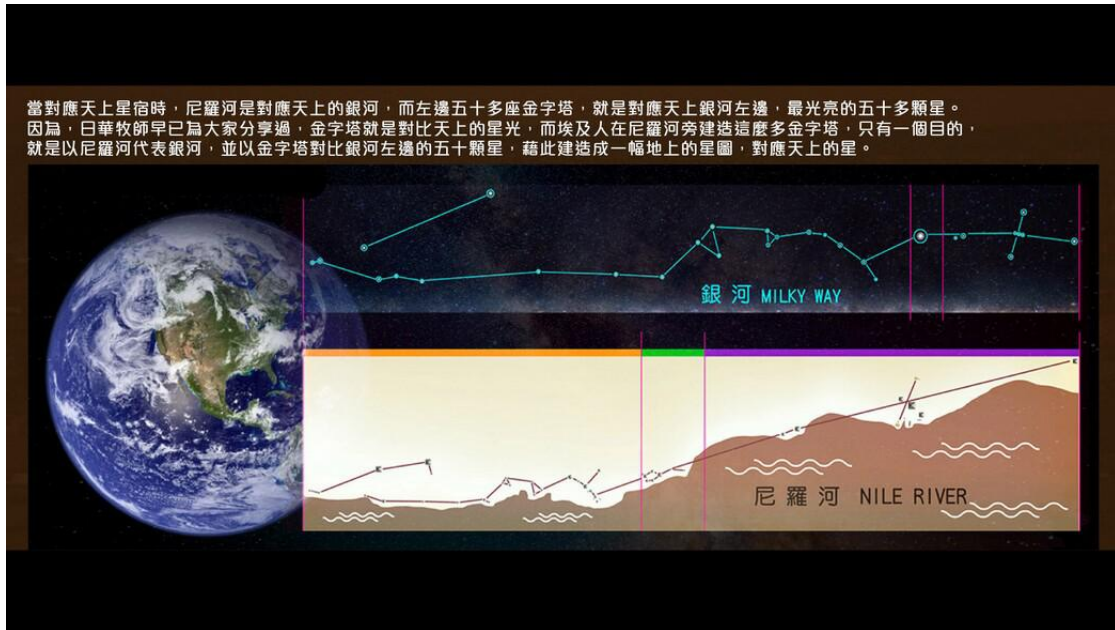 當對應天上星宿時，尼羅河是對應天上的銀河，而左邊五十多座金字塔，就是對應天上銀河左邊，最光亮的五十多顆星。
因為，日華牧師早已為大家分享過，金字塔就是對比天上的星光，而埃及人在尼羅河旁建造這麼多金字塔，只有一個目的，
就是以尼羅河代表銀河，並以金字塔對比銀河左邊的五十顆星，藉此建造成一幅地上的星圖，對應天上的星。
銀河 MILKY WAY
尼羅河 NILE RIVER